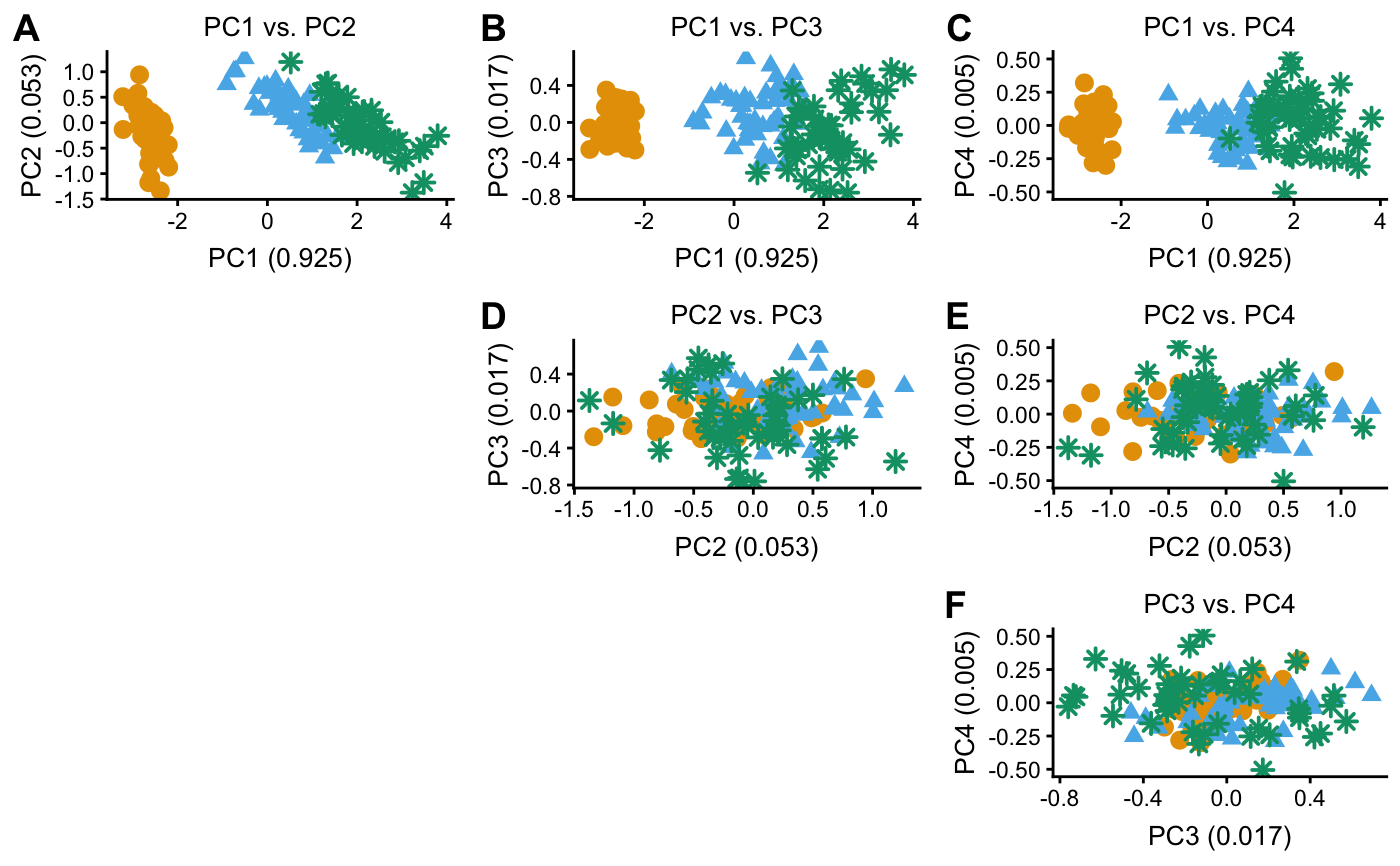 A
PC1 vs. PC2
PC2 (0.053)
1.0
0.5
0.0
-0.5
-1.0
-1.5
-2 0 2 4
PC1 (0.925)
B
PC1 vs. PC3
PC3 (0.017)
0.4
0.0
-0.4
-0.8
-2 0 2 4
PC1 (0.925)
C
PC1 vs. PC4
PC4 (0.005)
0.50
0.25
0.00
-0.25
-0.50
-2 0 2 4
PC1 (0.925)
D
PC2 vs. PC3
PC3 (0.017)
0.4
0.0
-0.4
-0.8
-1.5 -1.0 -0.5 0.0 0.5 1.0
PC2 (0.053)
E
PC2 vs. PC4
PC4 (0.005)
0.50
0.25
0.00
-0.25
-0.50
-1.5 -1.0 -0.5 0.0 0.5 1.0
PC2 (0.053)
F
PC3 vs. PC4
PC4 (0.005)
0.50
0.25
0.00
-0.25
-0.50
-0.8 -0.4 0.0 0.4
PC3 (0.017)